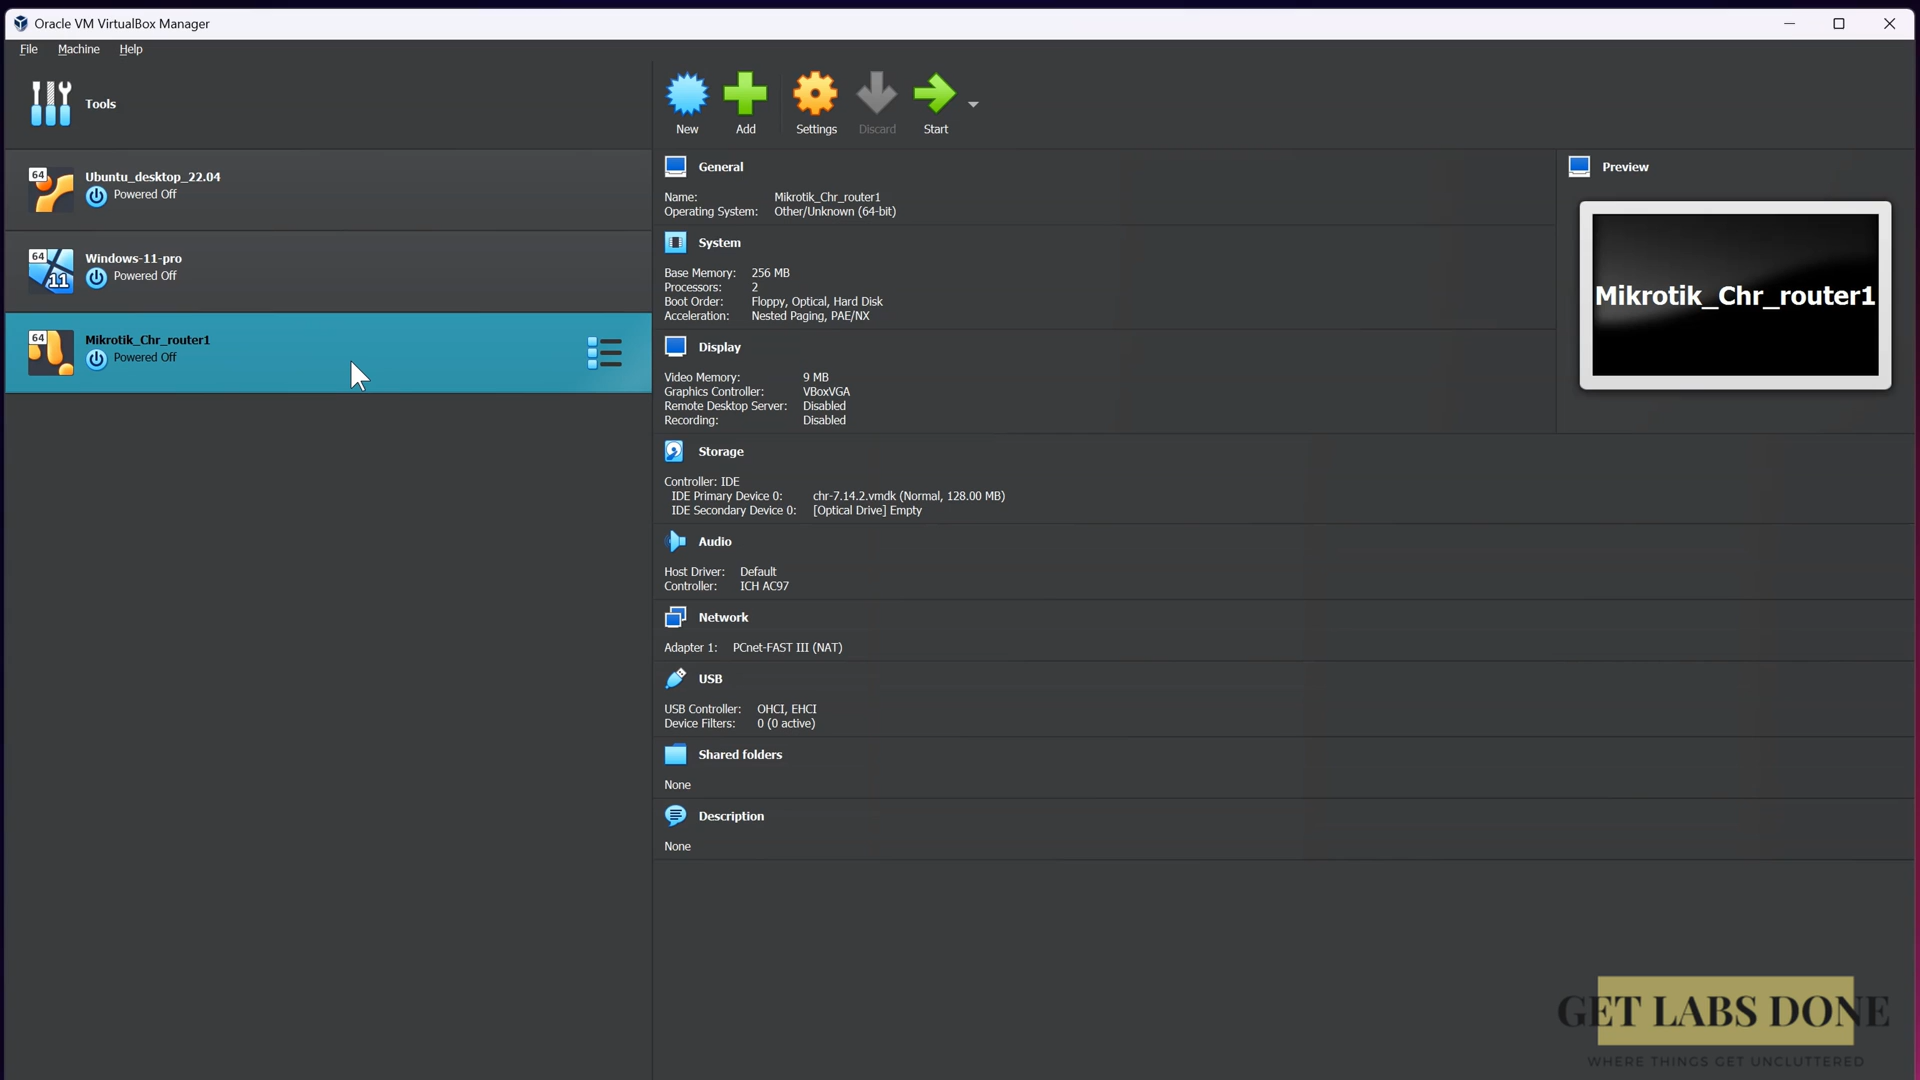 Oracle VM VirtualBox Manager
File Machine Help
Tools
New Add Settings Discard Start
64
Ubuntu_desktop_22.04
Powered Off
64
11
Windows-11-pro
Powered Off
64
Mikrotik_Chr_router1
Powered Off
General
Name: Mikrotik_Chr_router1
Operating System: Other/Unknown (64-bit)
System
Base Memory: 256 MB
Processors: 2
Boot Order: Floppy, Optical, Hard Disk
Acceleration: Nested Paging, PAE/NX
Display
Video Memory: 9 MB
Graphics Controller: VBoxVGA
Remote Desktop Server: Disabled
Recording: Disabled
Storage
Controller: IDE
IDE Primary Device 0: chr-7.14.2.vmdk (Normal, 128.00 MB)
IDE Secondary Device 0: [Optical Drive] Empty
Audio
Host Driver: Default
Controller: ICH AC97
Network
Adapter 1: PCnet-FAST III (NAT)
USB
USB Controller: OHCI, EHCI
Device Filters: 0 (0 active)
Shared folders
None
Description
None
Preview
Mikrotik_Chr_router1
GET LABS DONE
WHERE THINGS GET UNCLUTTERED